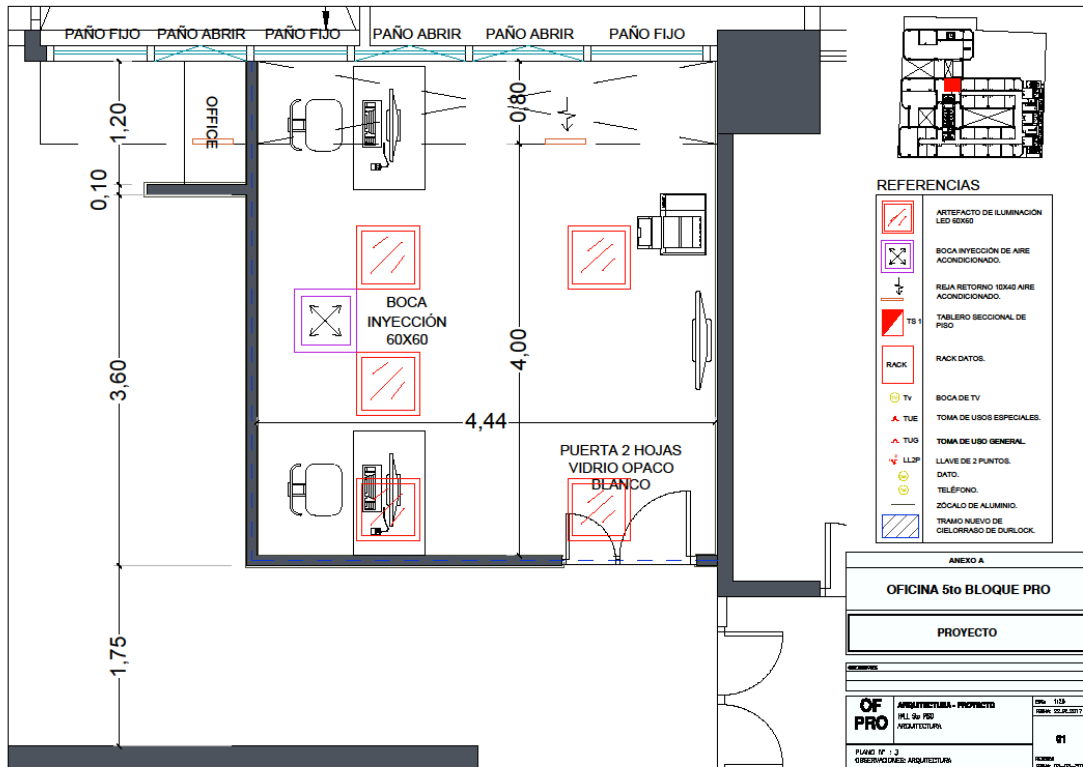 PAÑO FIJO
PAÑO ABRIR
PAÑO FIJO
PAÑO ABRIR
PAÑO ABRIR
PAÑO FIJO
1,20
OFFICE
0,80
0,10
BOCA
INYECCIÓN
60X60
4,00
3,60
4,44
PUERTA 2 HOJAS
VIDRIO OPACO
BLANCO
1,75
REFERENCIAS
ARTEFACTO DE ILUMINACIÓN
LED 60X60
BOCA INYECCIÓN DE AIRE
ACONDICIONADO.
REJA RETORNO 10X40 AIRE
ACONDICIONADO.
TS 1
TABLERO SECCIONAL DE
PISO
RACK
RACK DATOS.
Tv
BOCA DE TV
TUE
TOMA DE USOS ESPECIALES.
TUG
TOMA DE USO GENERAL.
LL2P
LLAVE DE 2 PUNTOS.
DATO.
TELÉFONO.
ZÓCALO DE ALUMINIO.
TRAMO NUEVO DE
CIELORRASO DE DURLOCK.
ANEXO A
OFICINA 5to BLOQUE PRO
PROYECTO
OF
PRO
ARQUITECTURA - PROYECTO
ARQUITECTURA
PLANO Nº : 3
OBSERVACIONES: ARQUITECTURA
01